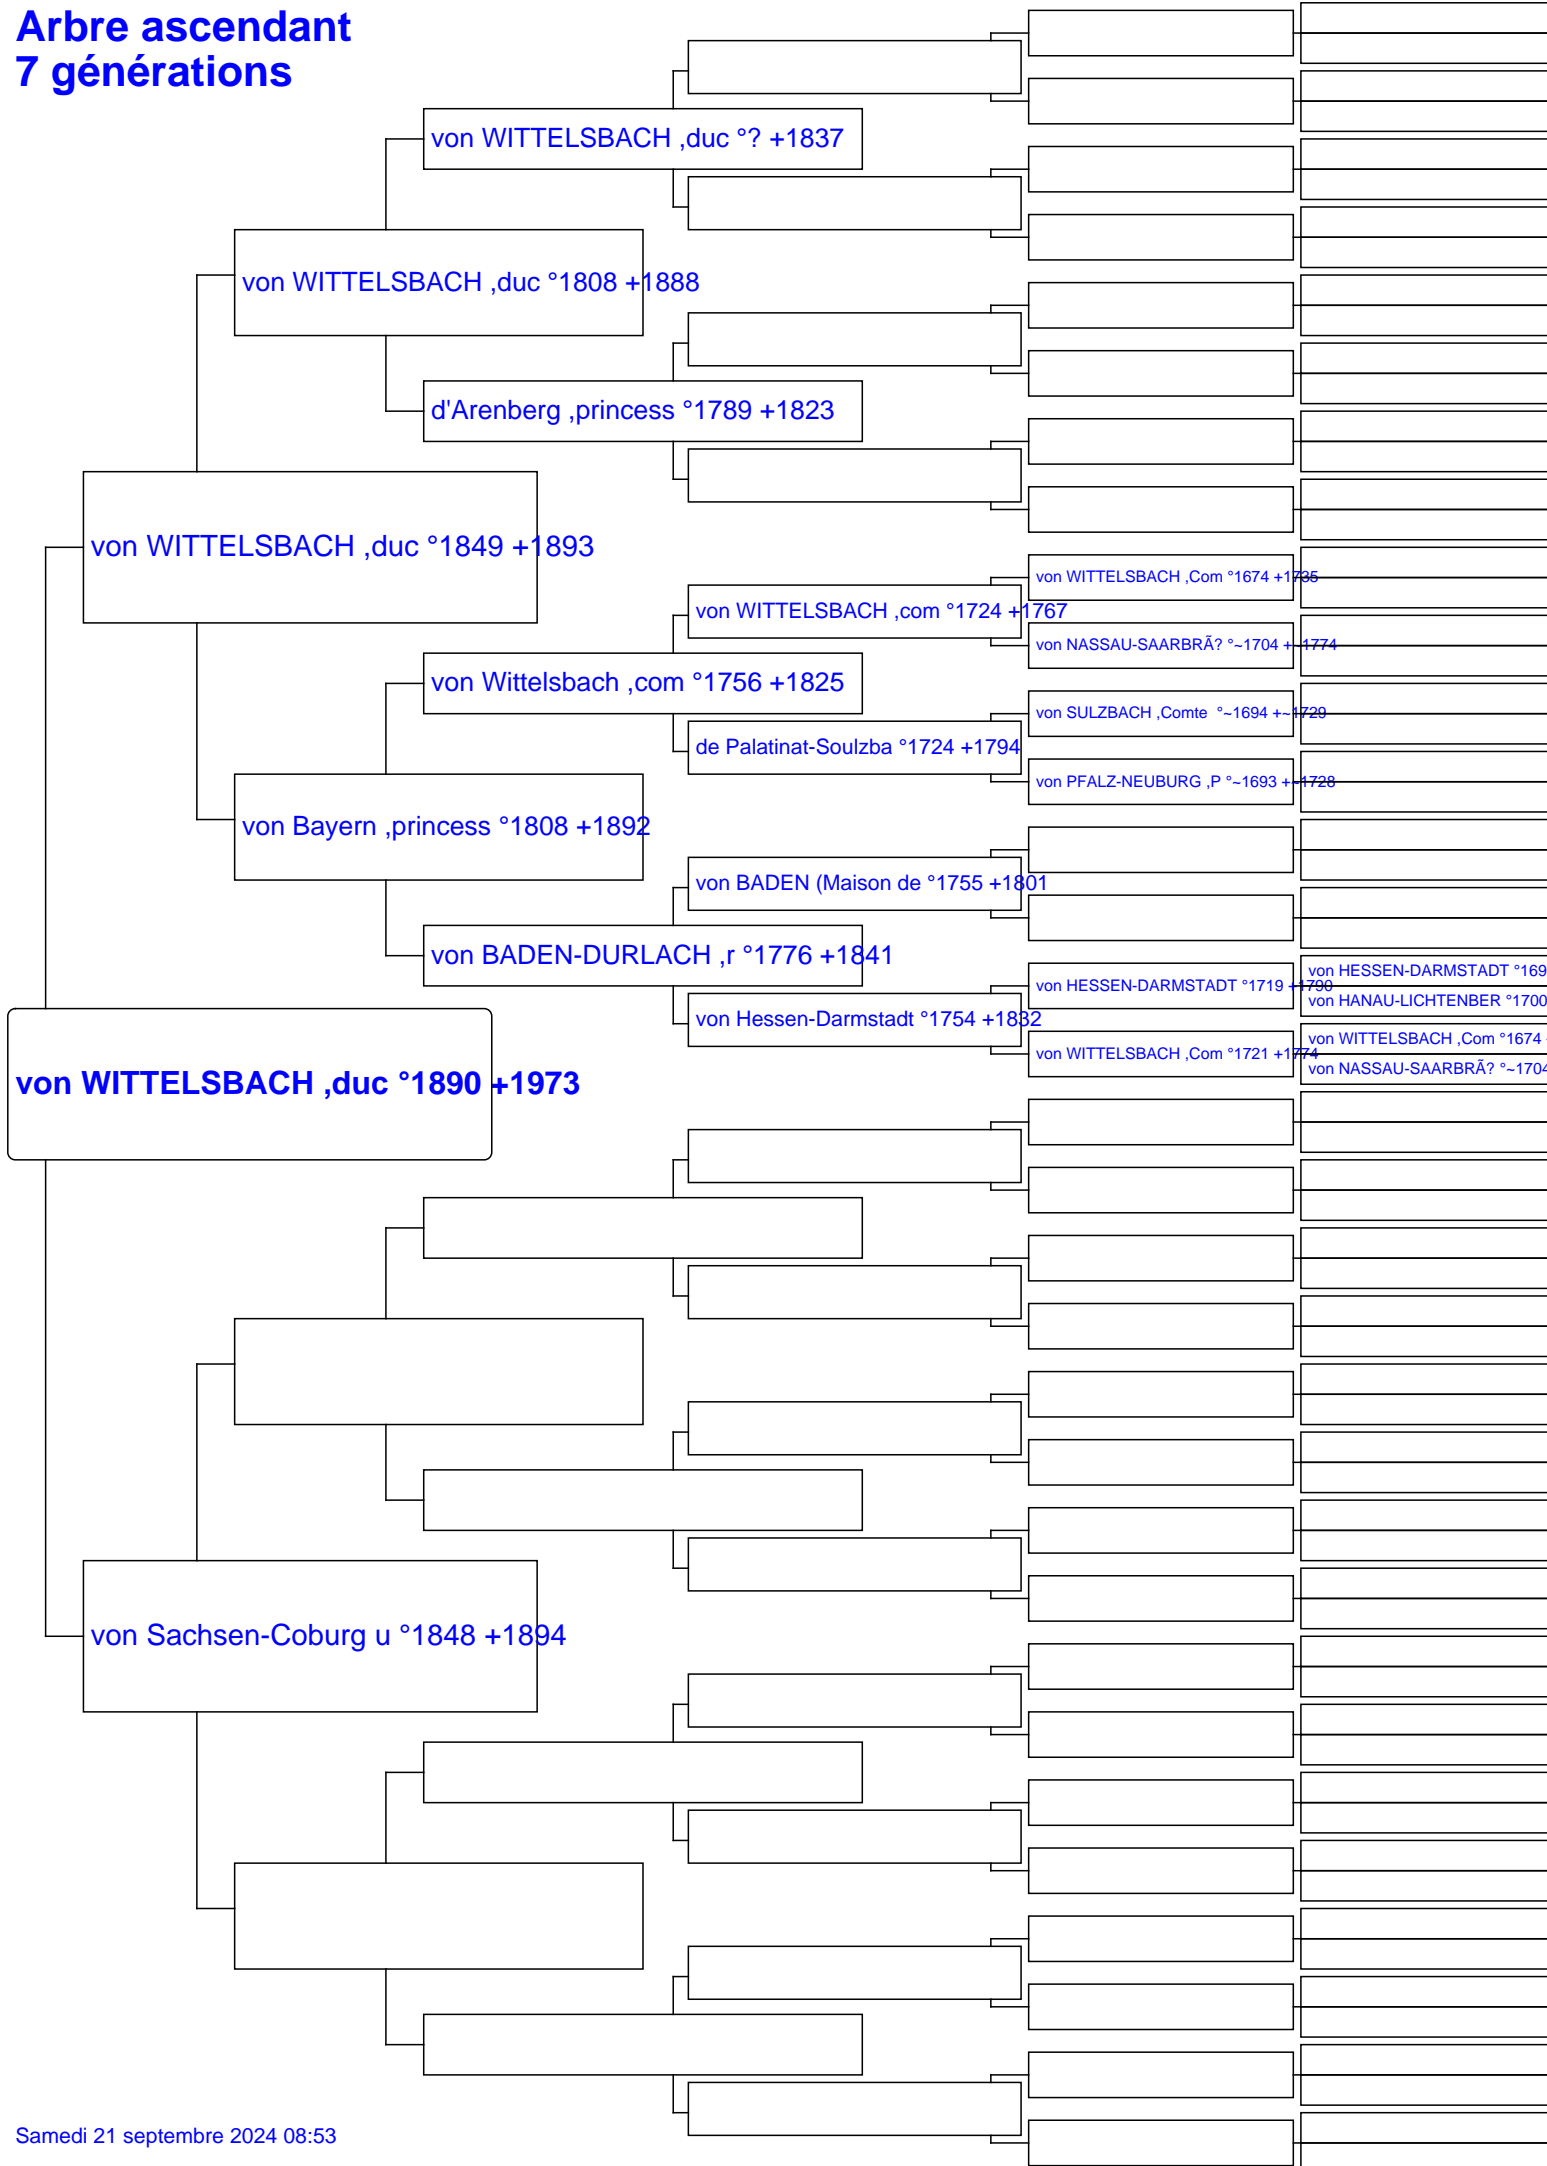 Arbre ascendant
7 générations
von WITTELSBACH ,duc °? +1837
von WITTELSBACH ,duc °1808 +1888
d'Arenberg ,princess °1789 +1823
von WITTELSBACH ,duc °1849 +1893
von WITTELSBACH ,Com °1674 +1735
von WITTELSBACH ,com °1724 +1767
von NASSAU-SAARBRÃ? °~1704 +~1774
von Wittelsbach ,com °1756 +1825
von SULZBACH ,Comte °~1694 +~1729
de Palatinat-Soulzba °1724 +1794
von PFALZ-NEUBURG ,P °~1693 +~1728
von Bayern ,princess °1808 +1892
von BADEN (Maison de °1755 +1801
von BADEN-DURLACH ,r °1776 +1841
von HESSEN-DARMSTADT °169
von HESSEN-DARMSTADT °1719 +1790
von HANAU-LICHTENBER °1700
von Hessen-Darmstadt °1754 +1832
von WITTELSBACH ,Com °1674
von WITTELSBACH ,Com °1721 +1774
von NASSAU-SAARBRÃ? °~1704
von WITTELSBACH ,duc °1890 +1973
von Sachsen-Coburg u °1848 +1894
Samedi 21 septembre 2024 08:53